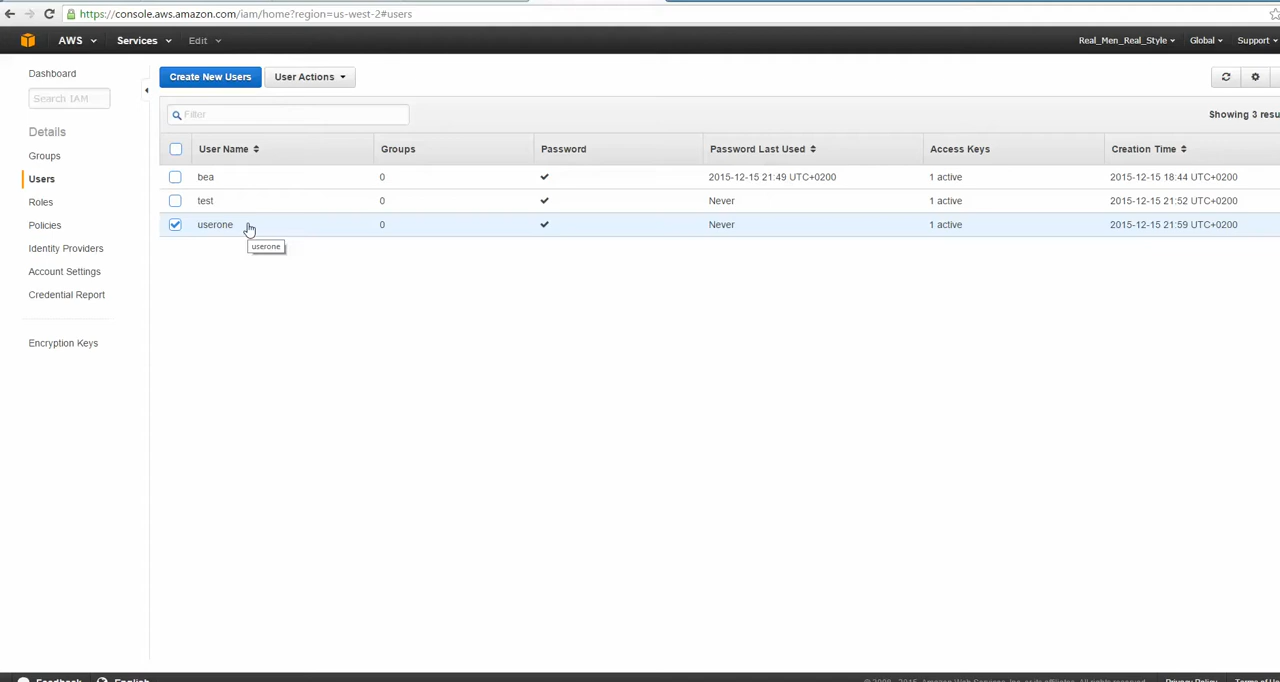 https://console.aws.amazon.com/iam/home?region=us-west-2#users
AWS Services Edit Real_Men_Real_Style Global Support
Dashboard
Search IAM
Details
Groups
Users
Roles
Policies
Identity Providers
Account Settings
Credential Report
Encryption Keys
Create New Users User Actions
Filter
Showing 3 resu
User Name Groups Password Password Last Used Access Keys Creation Time
bea 0 2015-12-15 21:49 UTC+0200 1 active 2015-12-15 18:44 UTC+0200
test 0 Never 1 active 2015-12-15 21:52 UTC+0200
userone 0 Never 1 active 2015-12-15 21:59 UTC+0200
userone
Feedback English Privacy Policy